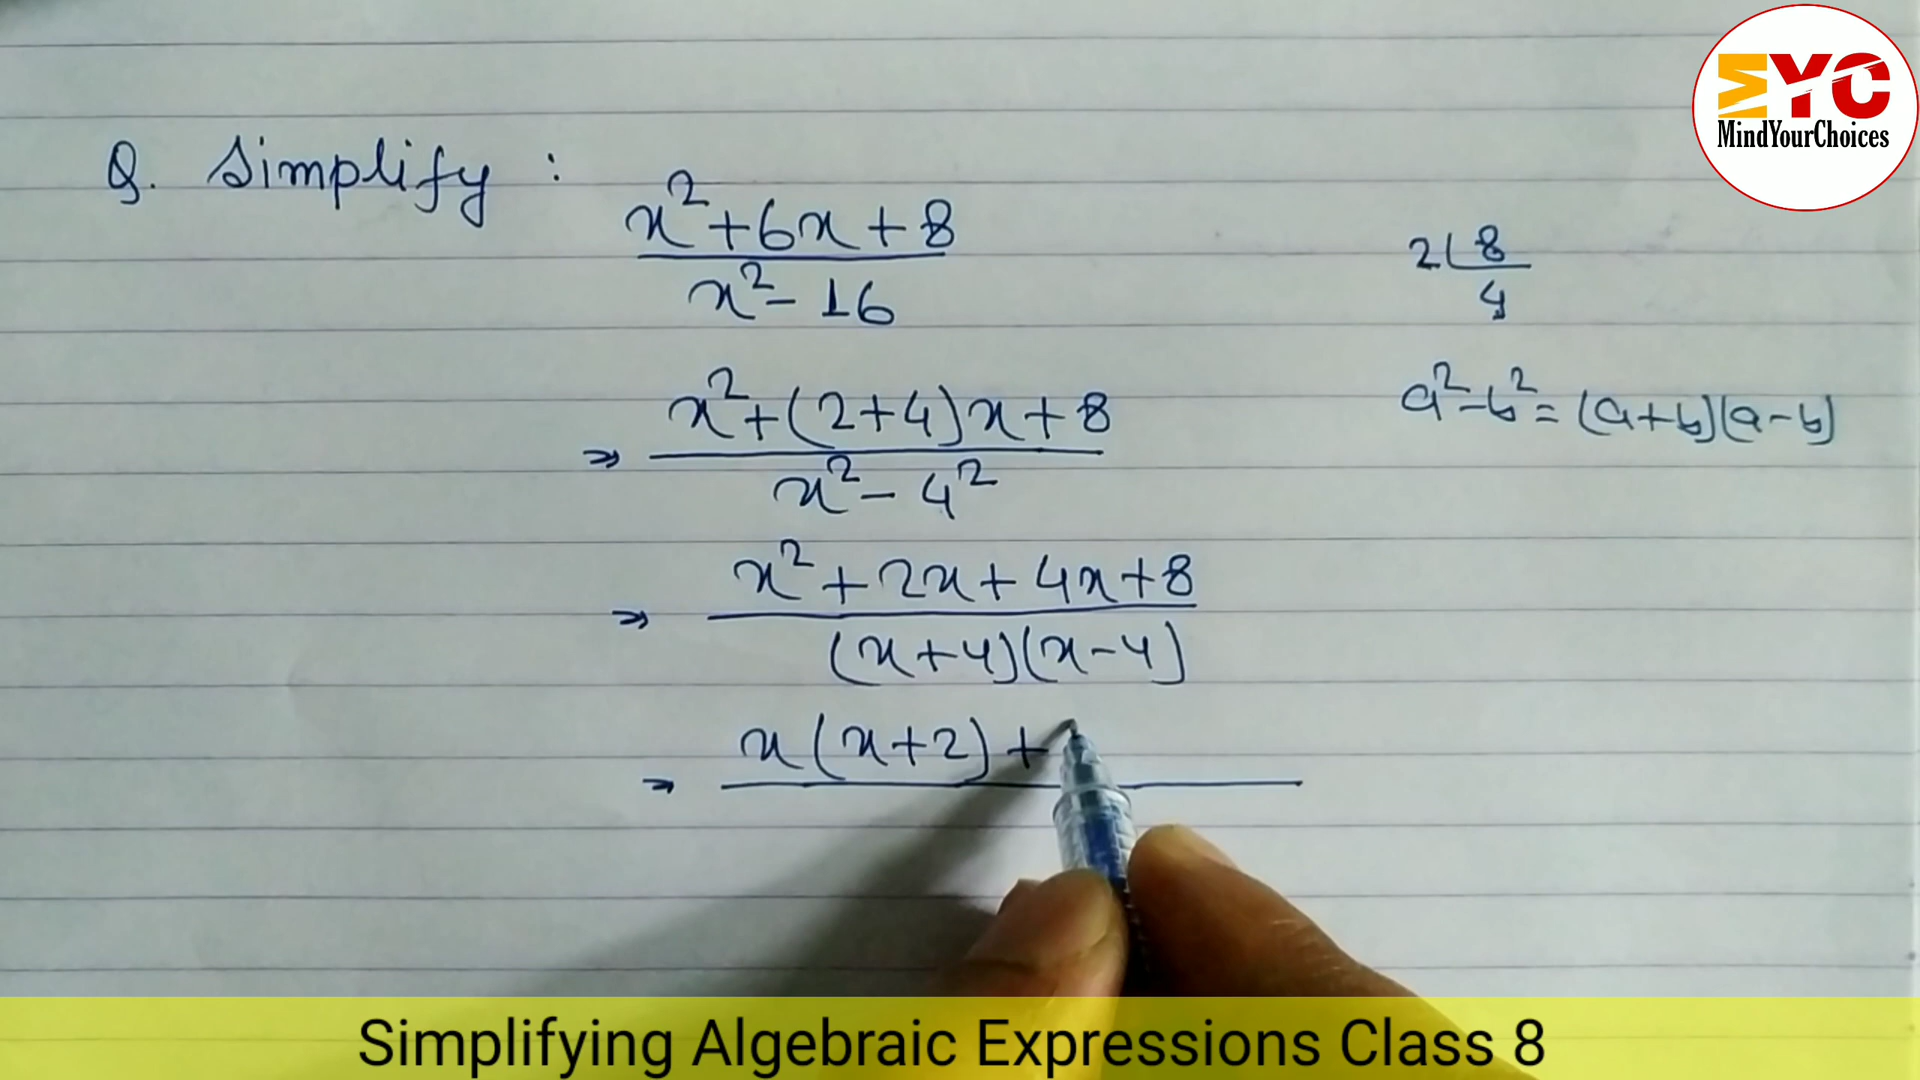 MYC
MindYourChoices
Q. Simplify :
x²+6x+8
x²-16
2 8
4
x²+(2+4)x+8
⇒
x²-4²
a²-b²=(a+b)(a-b)
x²+2x+4x+8
⇒
(x+4)(x-4)
⇒ x(x+2)+
Simplifying Algebraic Expressions Class 8